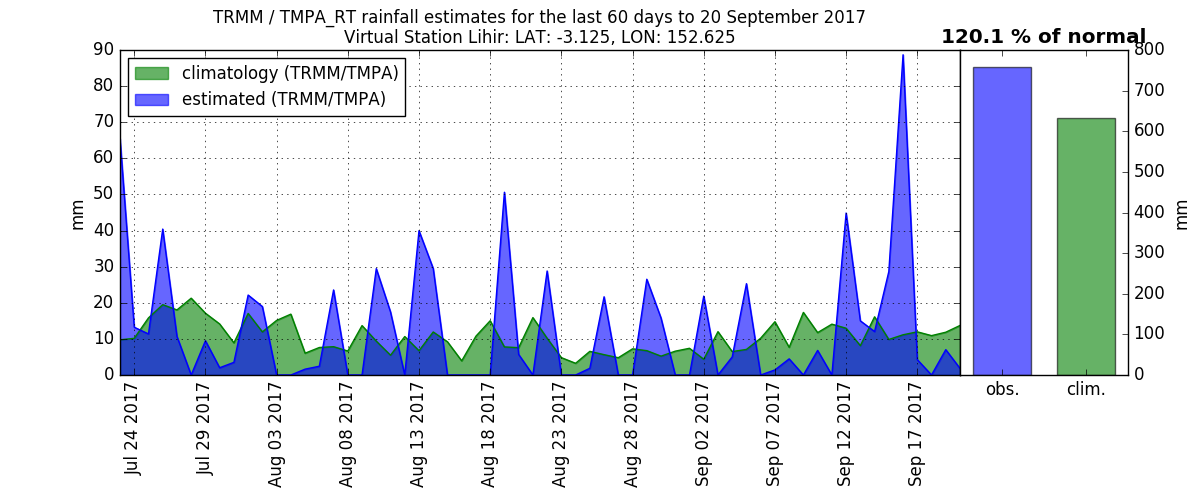 TRMM / TMPA_RT rainfall estimates for the last 60 days to 20 September 2017
Virtual Station Lihir: LAT: -3.125, LON: 152.625
120.1 % of normal
climatology (TRMM/TMPA)
estimated (TRMM/TMPA)
90
80
70
60
50
40
30
20
10
0
mm
Jul 24 2017
Jul 29 2017
Aug 03 2017
Aug 08 2017
Aug 13 2017
Aug 18 2017
Aug 23 2017
Aug 28 2017
Sep 02 2017
Sep 07 2017
Sep 12 2017
Sep 17 2017
obs.
clim.
800
700
600
500
400
300
200
100
0
mm